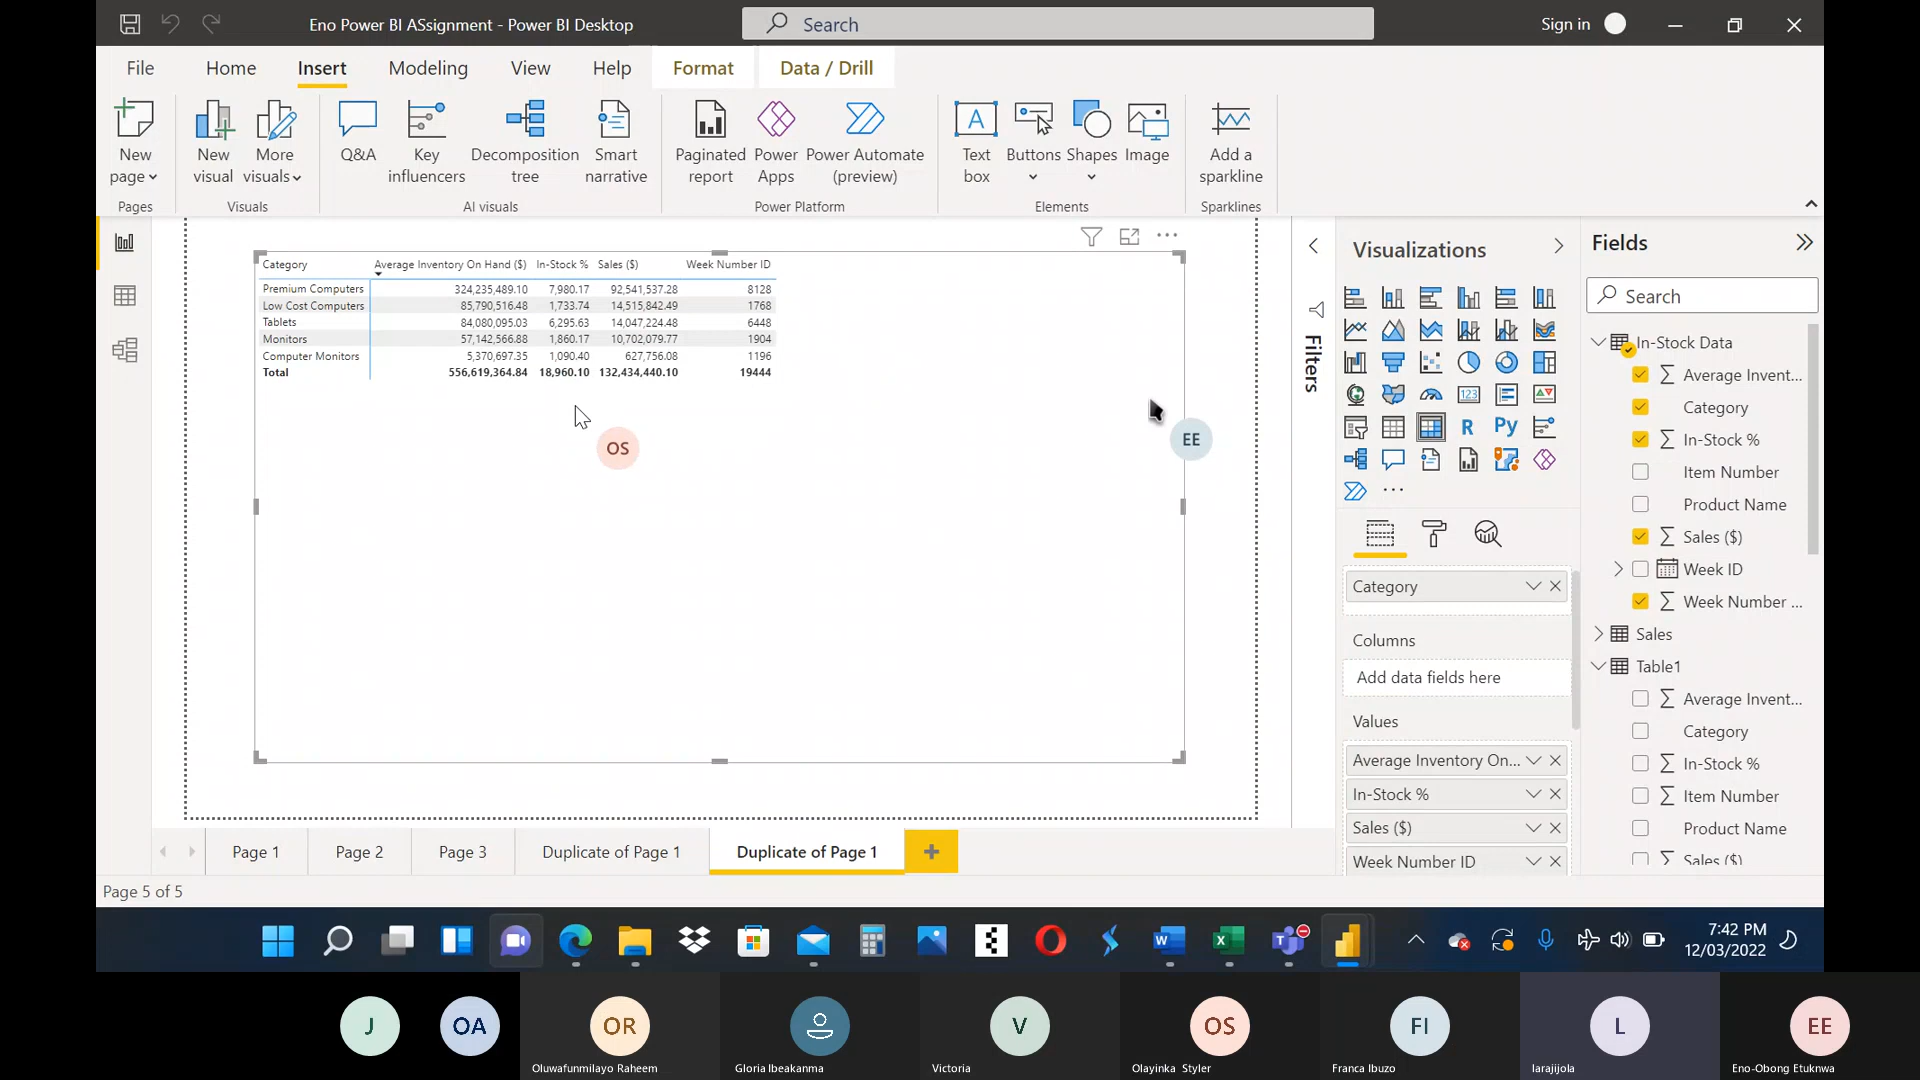 Eno Power BI ASsignment - Power BI Desktop
Search
Sign in
File Home Insert Modeling View Help Format Data / Drill
New page
New visual
More visuals
Q&A
Key influencers
Decomposition tree
Smart narrative
Paginated report
Power Apps
Power Automate (preview)
Text box
Buttons
Shapes
Image
Add a sparkline
Pages
Visuals
AI visuals
Power Platform
Elements
Sparklines
Category Average Inventory On Hand ($) In-Stock % Sales ($) Week Number ID
Premium Computers 324,235,489.10 7,980.17 92,541,537.28 8128
Low Cost Computers 85,790,516.48 1,733.74 14,515,842.49 1768
Tablets 84,080,095.03 6,295.63 14,047,224.48 6448
Monitors 57,142,566.88 1,860.17 10,702,079.77 1904
Computer Monitors 5,370,697.35 1,090.40 627,756.08 1196
Total 556,619,364.84 18,960.10 132,434,440.10 19444
OS
EE
Filters
Visualizations
123
R
Py
Category
Columns
Add data fields here
Values
Average Inventory On...
In-Stock %
Sales ($)
Week Number ID
Fields
Search
In-Stock Data
Average Invent...
Category
In-Stock %
Item Number
Product Name
Sales ($)
Week ID
Week Number ...
Sales
Table1
Average Invent...
Category
In-Stock %
Item Number
Product Name
Sales ($)
Page 1
Page 2
Page 3
Duplicate of Page 1
Duplicate of Page 1
Page 5 of 5
7:42 PM
12/03/2022
J
OA
OR
Oluwafunmilayo Raheem
Gloria Ibeakanma
V
Victoria
OS
Olayinka Styler
FI
Franca Ibuzo
L
larajijola
EE
Eno-Obong Etuknwa